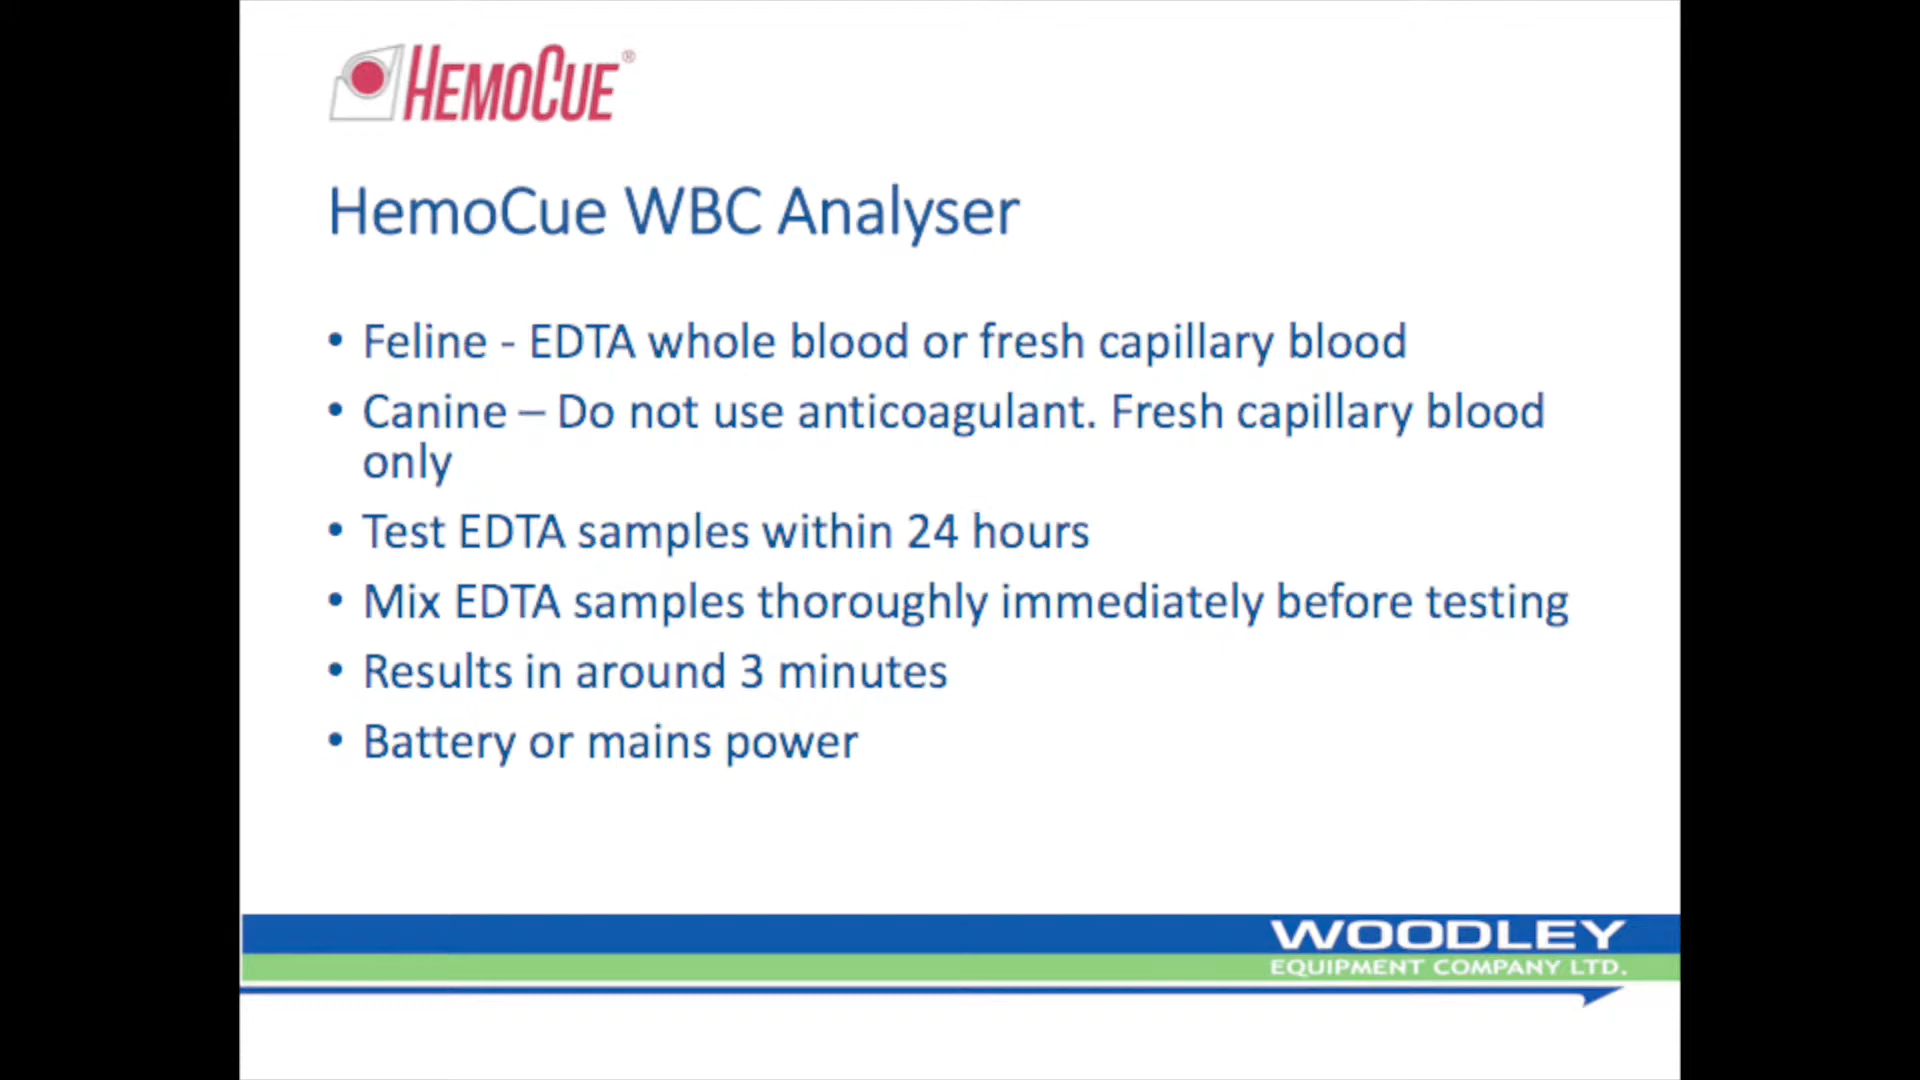 HEMOCUE®
HemoCue WBC Analyser
• Feline - EDTA whole blood or fresh capillary blood
• Canine – Do not use anticoagulant. Fresh capillary blood
only
• Test EDTA samples within 24 hours
• Mix EDTA samples thoroughly immediately before testing
• Results in around 3 minutes
• Battery or mains power
WOODLEY
EQUIPMENT COMPANY LTD.